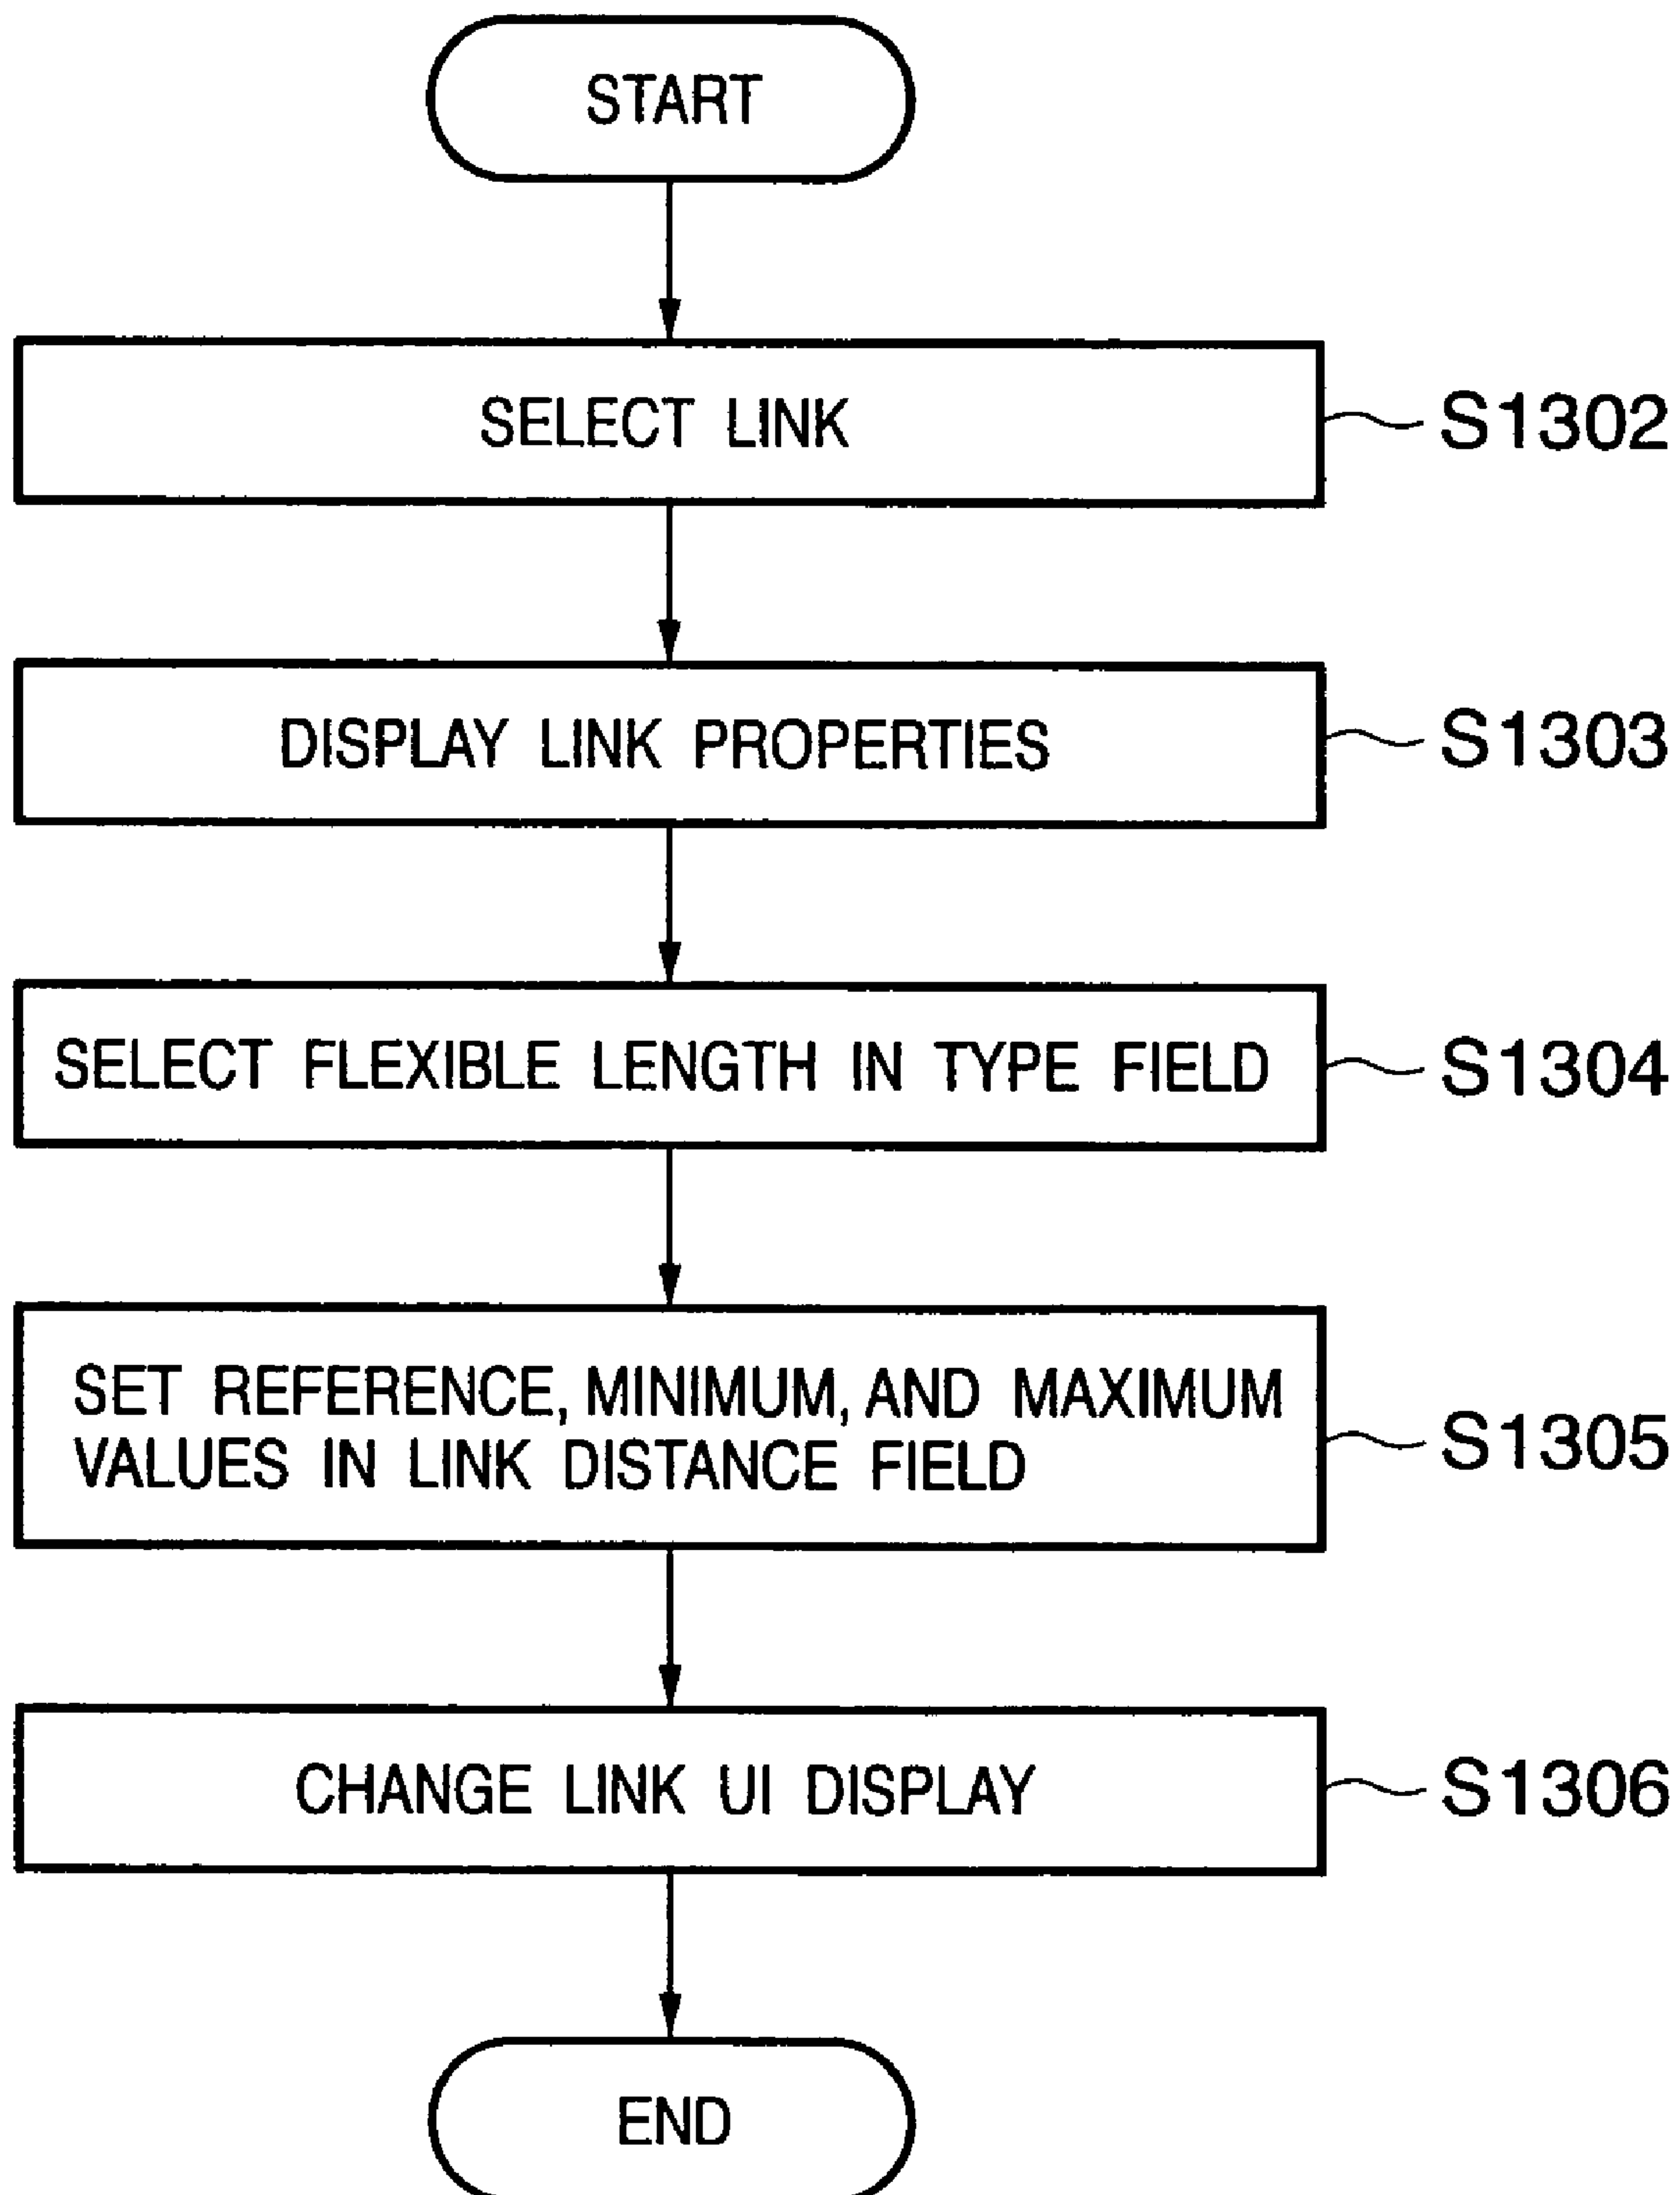 START
SELECT LINK
S1302
DISPLAY LINK PROPERTIES
S1303
SELECT FLEXIBLE LENGTH IN TYPE FIELD
S1304
SET REFERENCE, MINIMUM, AND MAXIMUM
VALUES IN LINK DISTANCE FIELD
S1305
CHANGE LINK UI DISPLAY
S1306
END